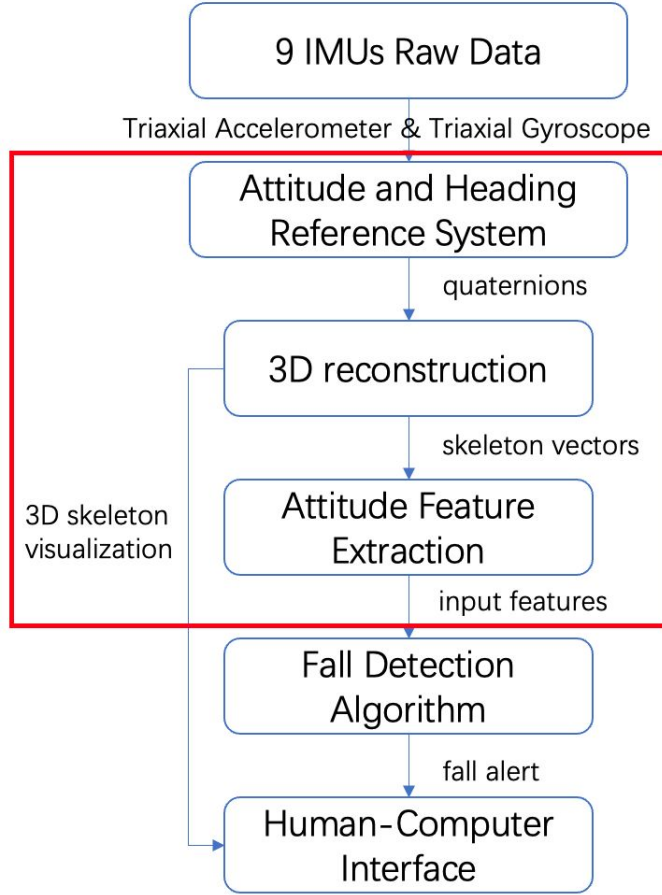 9 IMUs Raw Data
Triaxial Accelerometer & Triaxial Gyroscope
Attitude and Heading
Reference System
quaternions
3D reconstruction
skeleton vectors
3D skeleton
visualization
Attitude Feature
Extraction
input features
Fall Detection
Algorithm
fall alert
Human-Computer
Interface